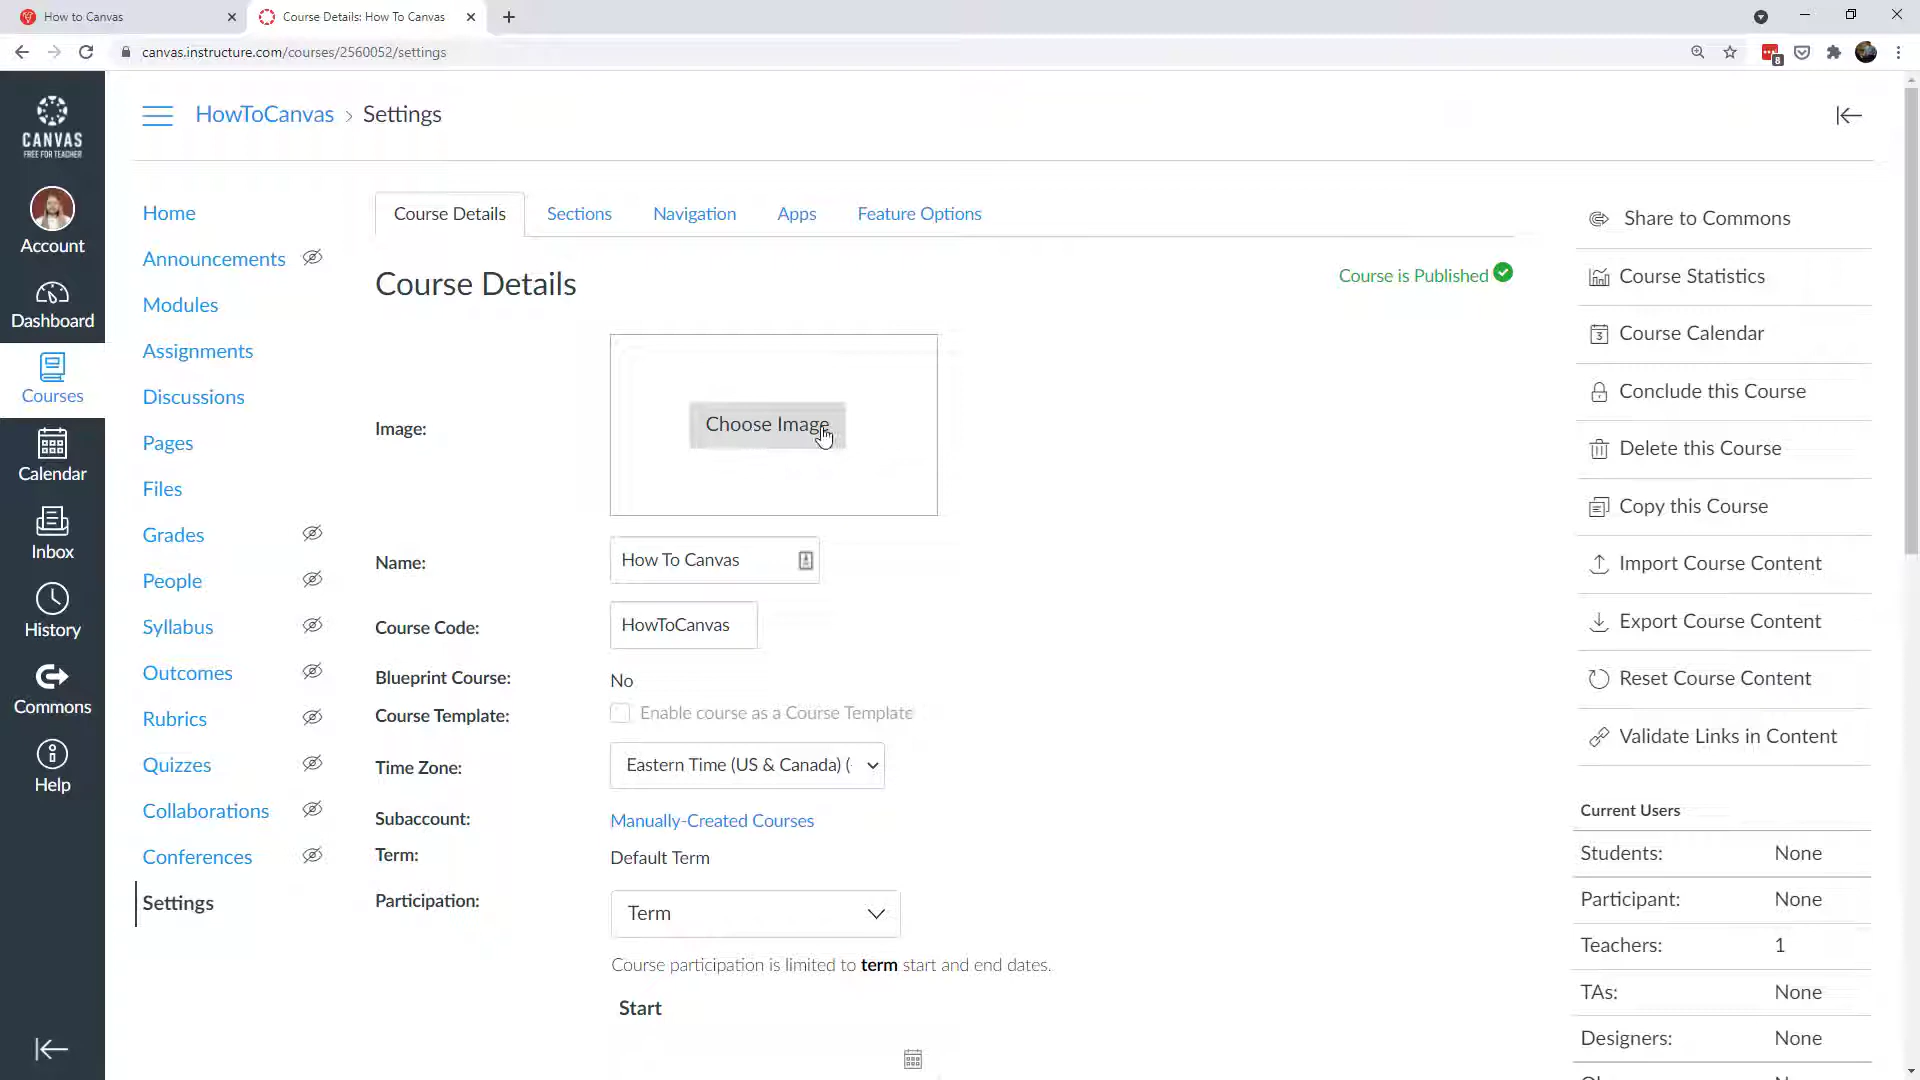 How to Canvas
Course Details: How To Canvas
canvas.instructure.com/courses/2560052/settings
8
CANVAS
FREE FOR TEACHER
Account
Dashboard
Courses
Calendar
Inbox
History
Commons
Help
HowToCanvas > Settings
Home
Announcements
Modules
Assignments
Discussions
Pages
Files
Grades
People
Syllabus
Outcomes
Rubrics
Quizzes
Collaborations
Conferences
Settings
Course Details
Sections
Navigation
Apps
Feature Options
Course Details
Course is Published
Image:
Choose Image
Name:
How To Canvas
Course Code:
HowToCanvas
Blueprint Course:
No
Course Template:
Enable course as a Course Template
Time Zone:
Eastern Time (US & Canada) (
Subaccount:
Manually-Created Courses
Term:
Default Term
Participation:
Term
Course participation is limited to term start and end dates.
Start
Share to Commons
Course Statistics
3
Course Calendar
Conclude this Course
Delete this Course
Copy this Course
Import Course Content
Export Course Content
Reset Course Content
Validate Links in Content
Current Users
Students: None
Participant: None
Teachers: 1
TAs: None
Designers: None